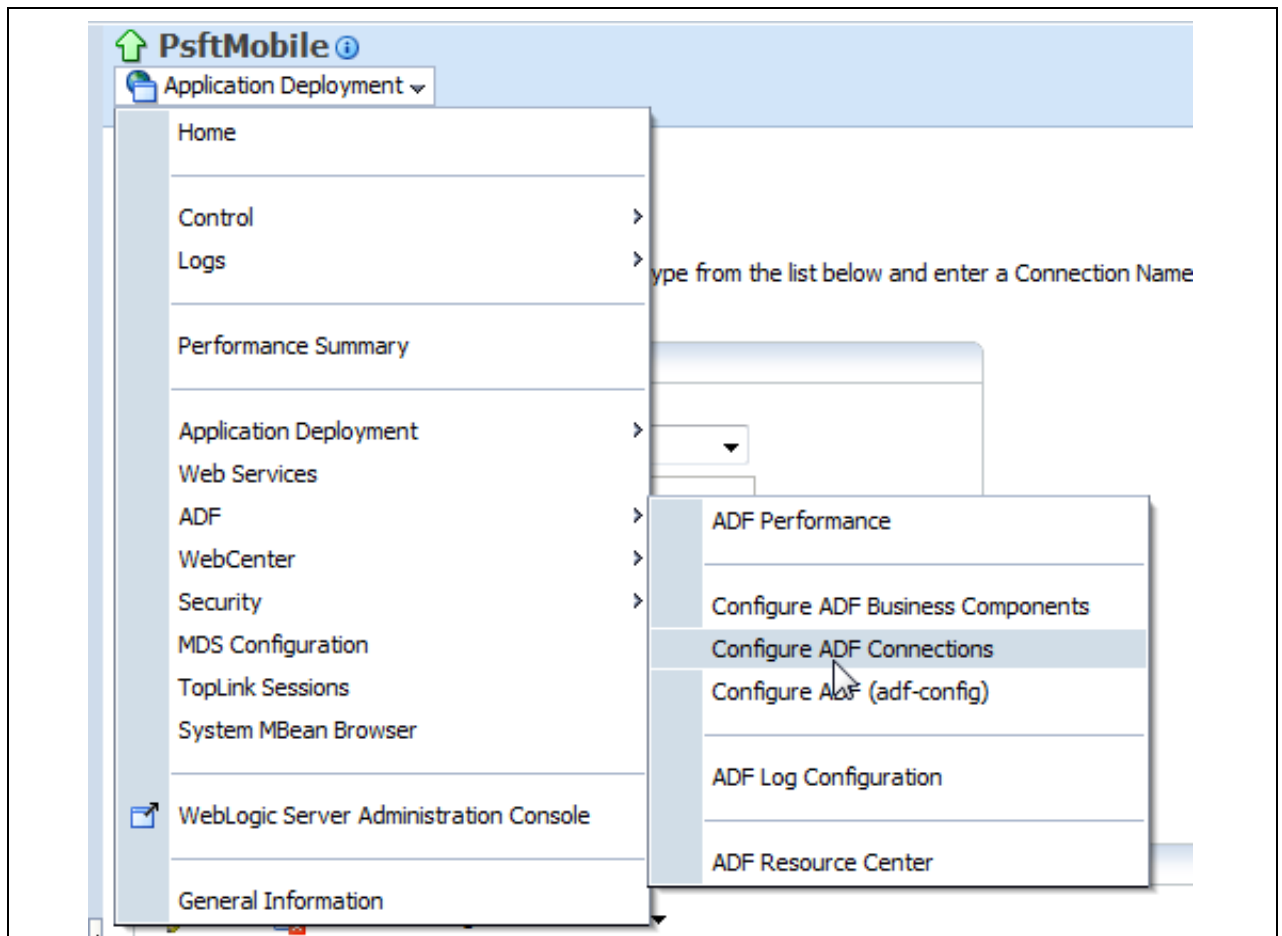 PsftMobile
Application Deployment
Home
Control
Logs
ype from the list below and enter a Connection Name
Performance Summary
Application Deployment
Web Services
ADF
WebCenter
Security
MDS Configuration
TopLink Sessions
System MBean Browser
WebLogic Server Administration Console
General Information
ADF Performance
Configure ADF Business Components
Configure ADF Connections
Configure ADF (adf-config)
ADF Log Configuration
ADF Resource Center